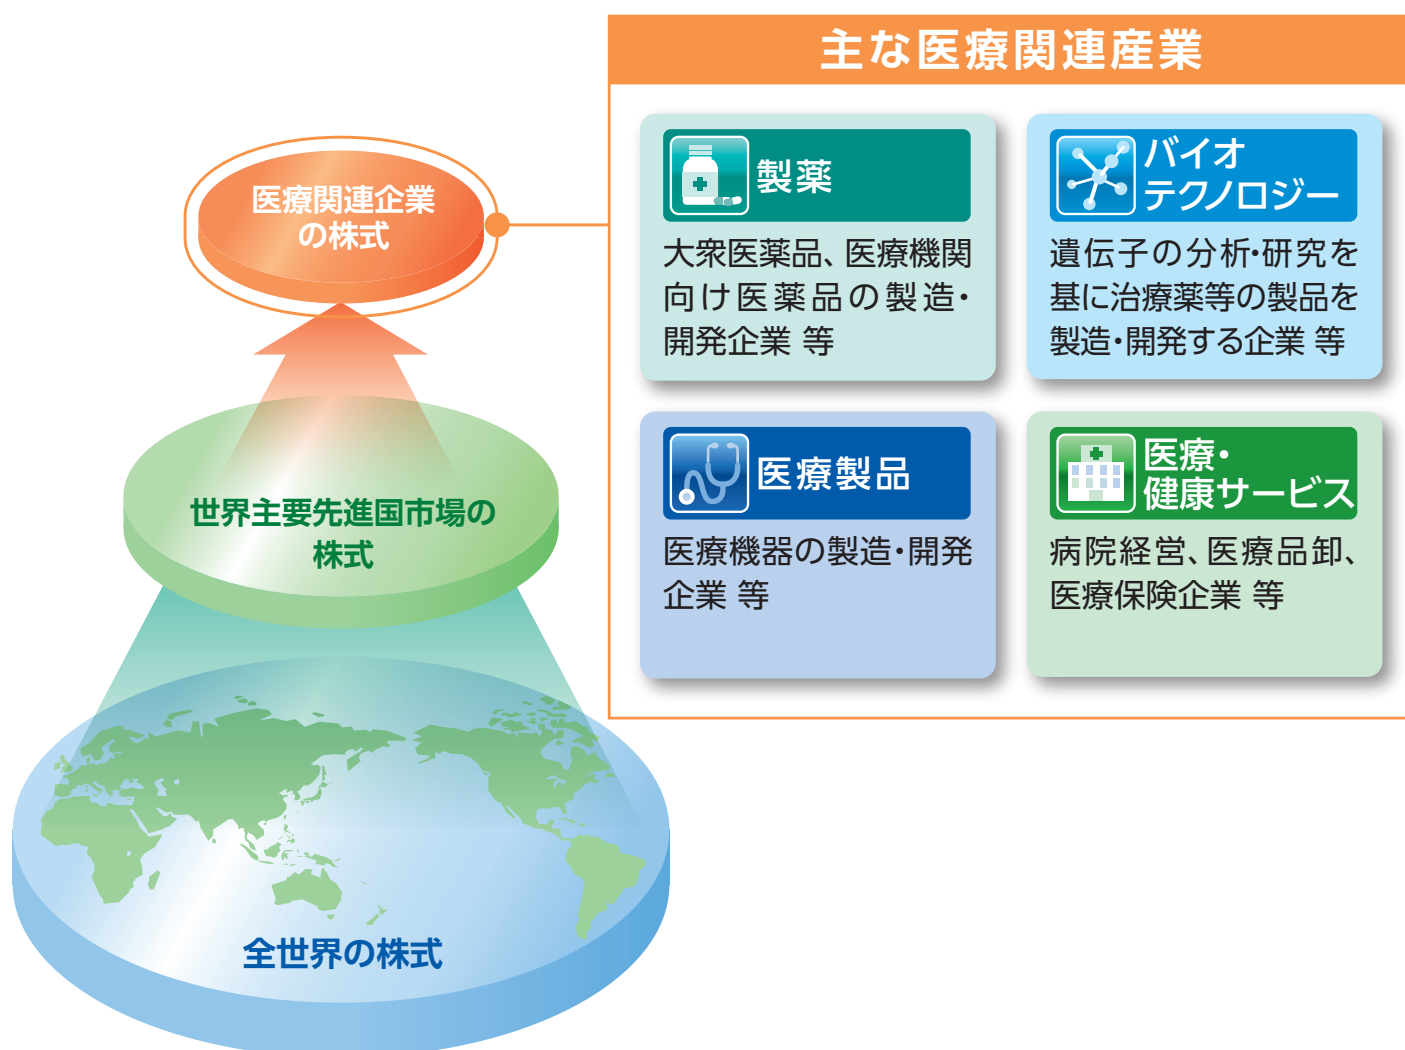 主な医療関連産業
医療関連企業
の株式
世界主要先進国市場の
株式
全世界の株式
製薬
大衆医薬品、医療機関
向け医薬品の製造・
開発企業 等
バイオ
テクノロジー
遺伝子の分析・研究を
基に治療薬等の製品を
製造・開発する企業 等
医療製品
医療機器の製造・開発
企業 等
医療・
健康サービス
病院経営、医療品卸、
医療保険企業 等